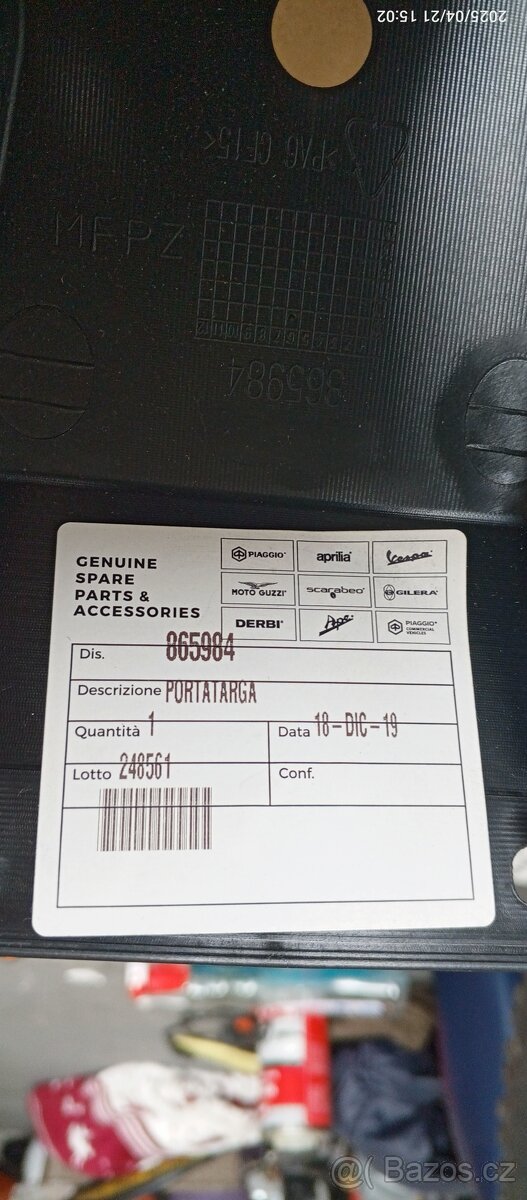 2025/04/21 15:02
>PA6 GF15<
MFPZ
865984
GENUINE
SPARE
PARTS &
ACCESSORIES
PIAGGIO
aprilia
Vespa
MOTO GUZZI
scarabeo
GILERA
DERBI
Ape
PIAGGIO
COMMERCIAL
VEHICLES
Dis. 865984
Descrizione PORTATARGA
Quantità 1
Data 18-DIC-19
Lotto 248561
Conf.
@ Bazos.cz